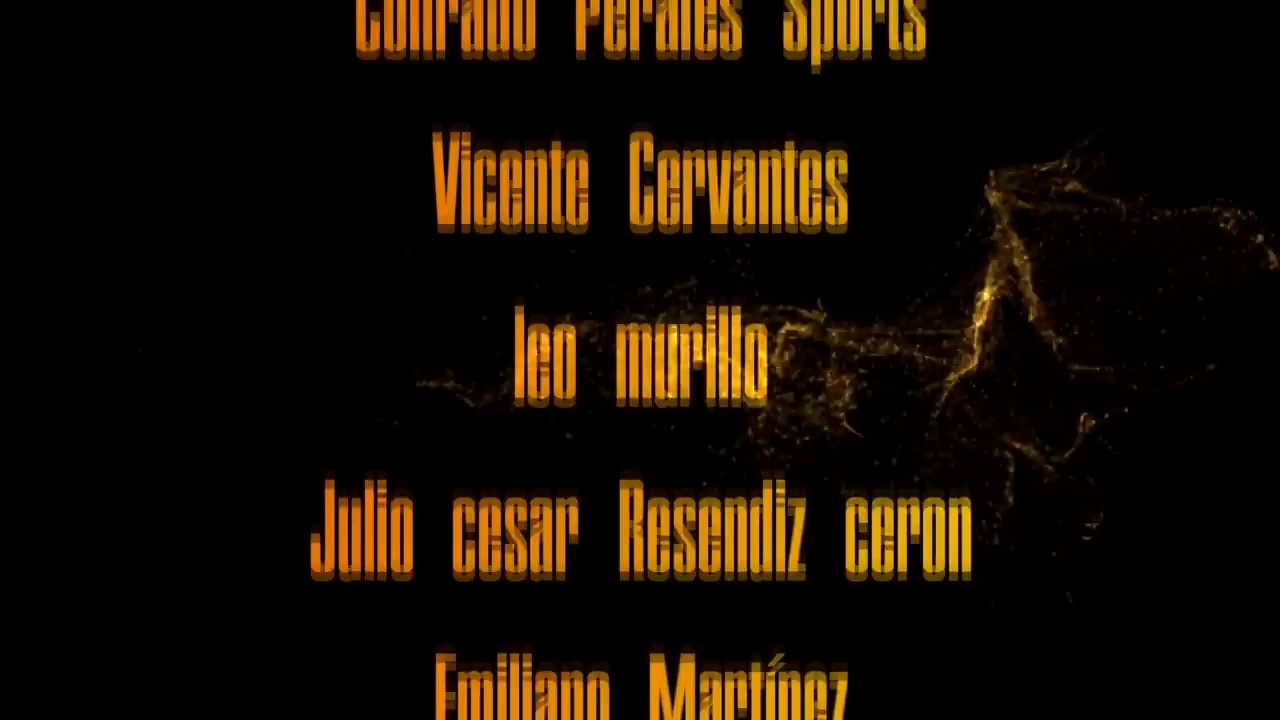 Conrado Perales Sports
Vicente Cervantes
leo murillo
Julio cesar Resendiz ceron
Emiliano Martínez